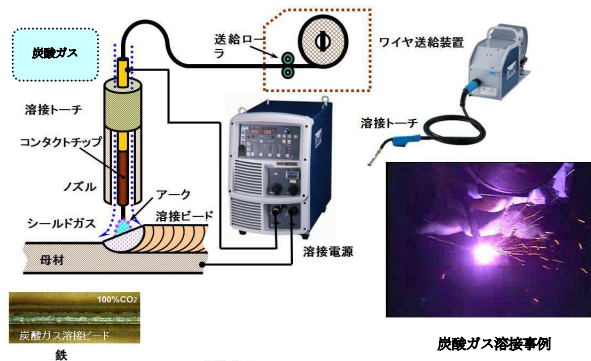 炭酸ガス
送給ロー
ラ
ワイヤ送給装置
溶接トーチ
溶接トーチ
コンタクトチップ
ノズル
アーク
シールドガス
溶接ビード
母材
溶接電源
100%CO2
炭酸ガス溶接ビード
鉄
炭酸ガス溶接事例